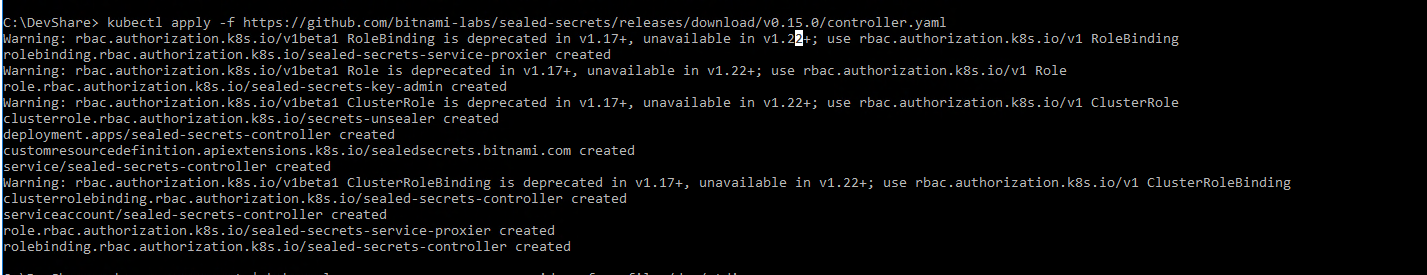 C:\DevShare> kubectl apply -f https://github.com/bitnami-labs/sealed-secrets/releases/download/v0.15.0/controller.yaml
Warning: rbac.authorization.k8s.io/v1beta1 RoleBinding is deprecated in v1.17+, unavailable in v1.22+; use rbac.authorization.k8s.io/v1 RoleBinding
rolebinding.rbac.authorization.k8s.io/sealed-secrets-service-proxier created
Warning: rbac.authorization.k8s.io/v1beta1 Role is deprecated in v1.17+, unavailable in v1.22+; use rbac.authorization.k8s.io/v1 Role
role.rbac.authorization.k8s.io/sealed-secrets-key-admin created
Warning: rbac.authorization.k8s.io/v1beta1 ClusterRole is deprecated in v1.17+, unavailable in v1.22+; use rbac.authorization.k8s.io/v1 ClusterRole
clusterrole.rbac.authorization.k8s.io/secrets-unsealer created
deployment.apps/sealed-secrets-controller created
customresourcedefinition.apiextensions.k8s.io/sealedsecrets.bitnami.com created
service/sealed-secrets-controller created
Warning: rbac.authorization.k8s.io/v1beta1 ClusterRoleBinding is deprecated in v1.17+, unavailable in v1.22+; use rbac.authorization.k8s.io/v1 ClusterRoleBinding
clusterrolebinding.rbac.authorization.k8s.io/sealed-secrets-controller created
serviceaccount/sealed-secrets-controller created
role.rbac.authorization.k8s.io/sealed-secrets-service-proxier created
rolebinding.rbac.authorization.k8s.io/sealed-secrets-controller created